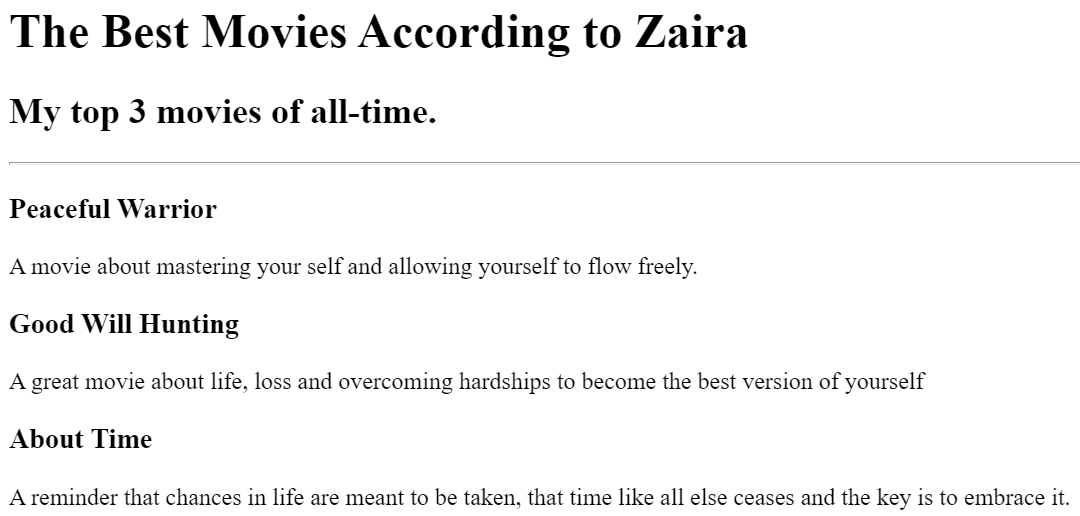 The Best Movies According to Zaira
My top 3 movies of all-time.
Peaceful Warrior
A movie about mastering your self and allowing yourself to flow freely.
Good Will Hunting
A great movie about life, loss and overcoming hardships to become the best version of yourself
About Time
A reminder that chances in life are meant to be taken, that time like all else ceases and the key is to embrace it.